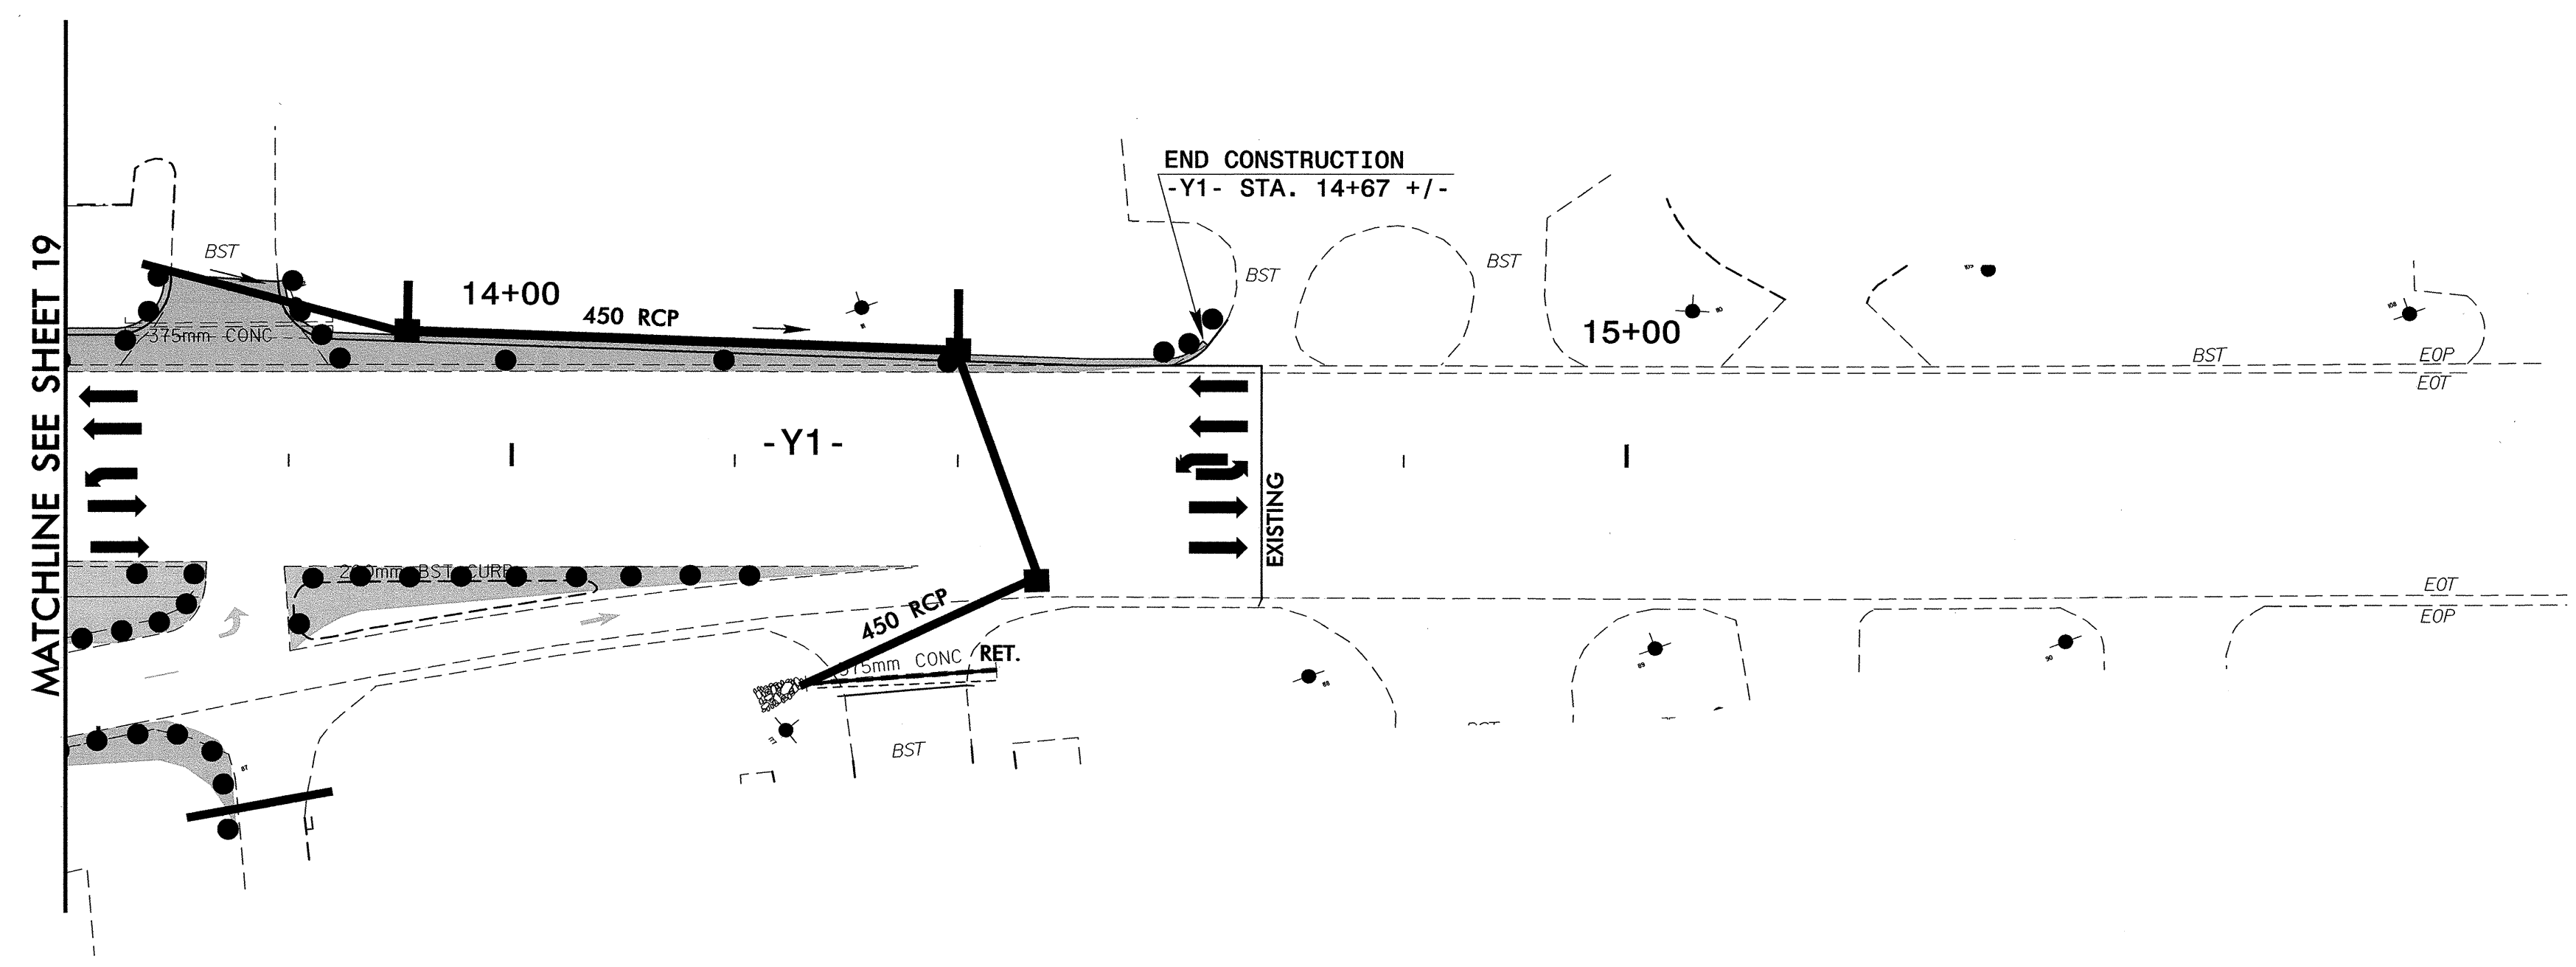 END CONSTRUCTION
-Y1- STA. 14+67 +/-
MATCHLINE SEE SHEET 19
BST
14+00
450 RCP
BST
BST
15+00
375mm CONC
BST
EOP
EOT
-Y1-
EXISTING
BST CURB
EOT
450 RCP
EOP
375mm CONC
RET.
BST